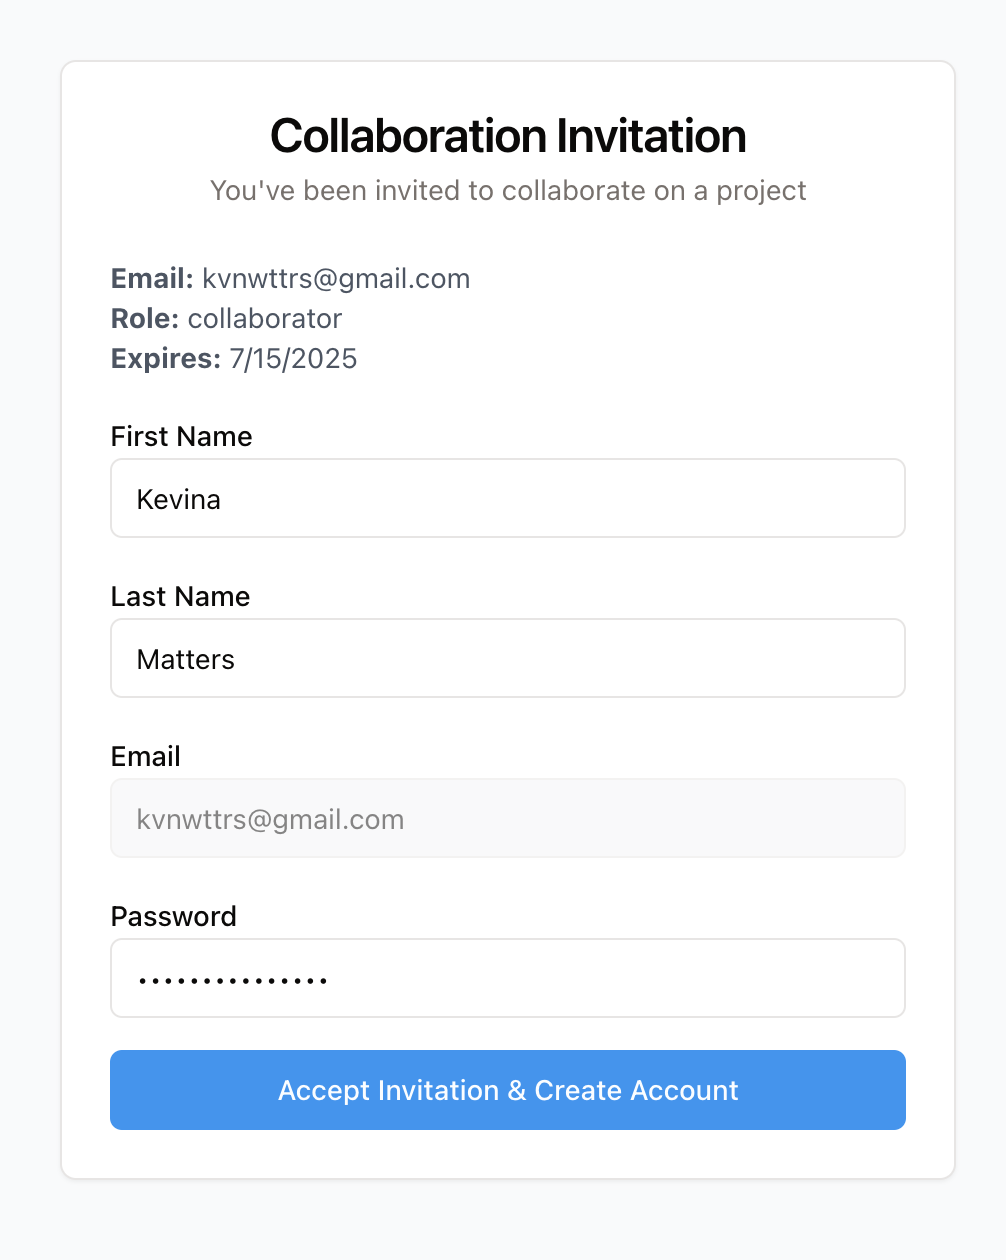 Collaboration Invitation
You've been invited to collaborate on a project
Email: kvnwttrs@gmail.com
Role: collaborator
Expires: 7/15/2025
First Name
Kevina
Last Name
Matters
Email
kvnwttrs@gmail.com
Password
•••••••••••••••
Accept Invitation & Create Account